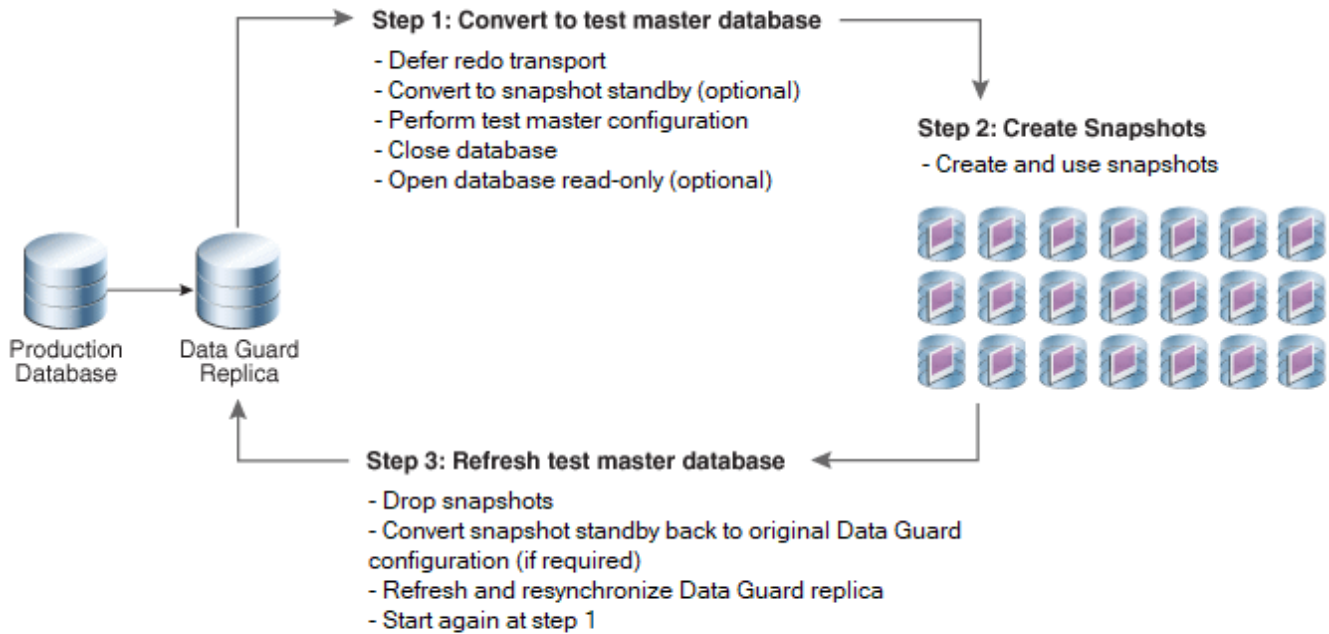 Step 1: Convert to test master database
- Defer redo transport
- Convert to snapshot standby (optional)
- Perform test master configuration
- Close database
- Open database read-only (optional)
Step 2: Create Snapshots
- Create and use snapshots
Production
Database
Data Guard
Replica
Step 3: Refresh test master database
- Drop snapshots
- Convert snapshot standby back to original Data Guard
configuration (if required)
- Refresh and resynchronize Data Guard replica
- Start again at step 1